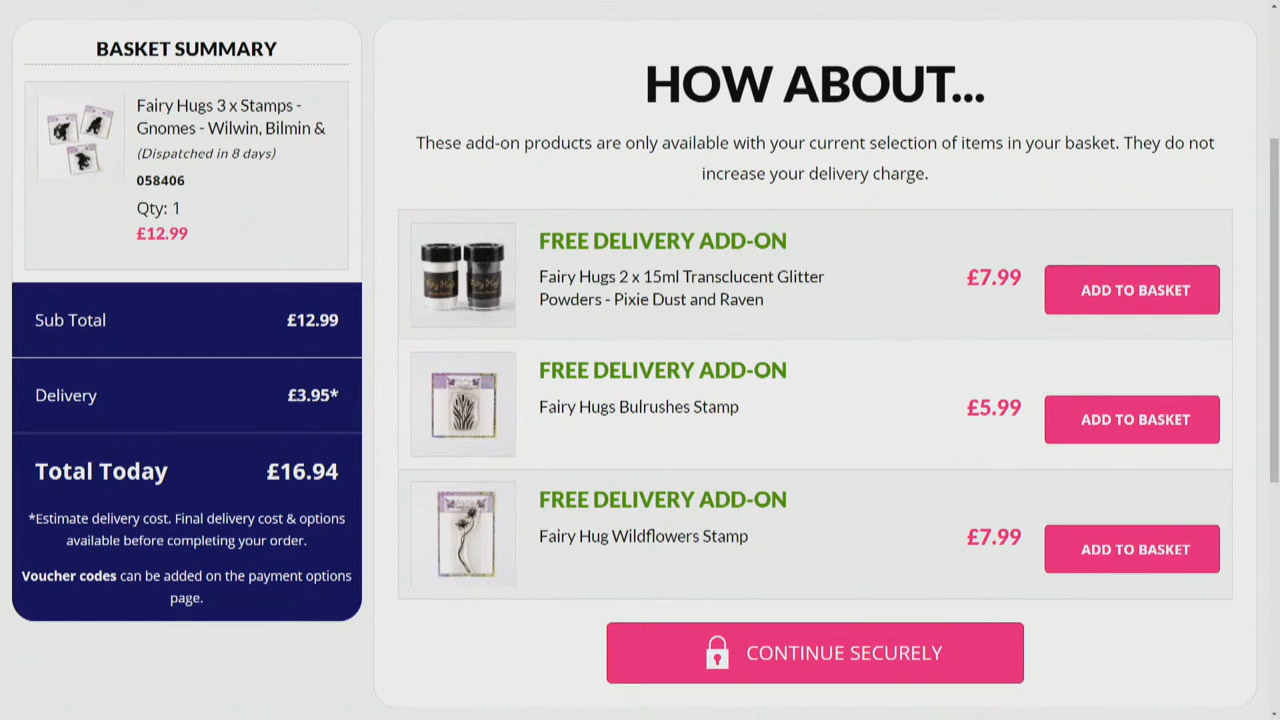 BASKET SUMMARY
Fairy Hugs 3 x Stamps -
Gnomes - Wilwin, Bilmin &
(Dispatched in 8 days)
058406
Qty: 1
£12.99
Sub Total £12.99
Delivery £3.95*
Total Today £16.94
*Estimate delivery cost. Final delivery cost & options
available before completing your order.
Voucher codes can be added on the payment options
page.
HOW ABOUT...
These add-on products are only available with your current selection of items in your basket. They do not
increase your delivery charge.
FREE DELIVERY ADD-ON
Fairy Hugs 2 x 15ml Transclucent Glitter
Powders - Pixie Dust and Raven
£7.99
ADD TO BASKET
FREE DELIVERY ADD-ON
Fairy Hugs Bulrushes Stamp
£5.99
ADD TO BASKET
FREE DELIVERY ADD-ON
Fairy Hug Wildflowers Stamp
£7.99
ADD TO BASKET
CONTINUE SECURELY